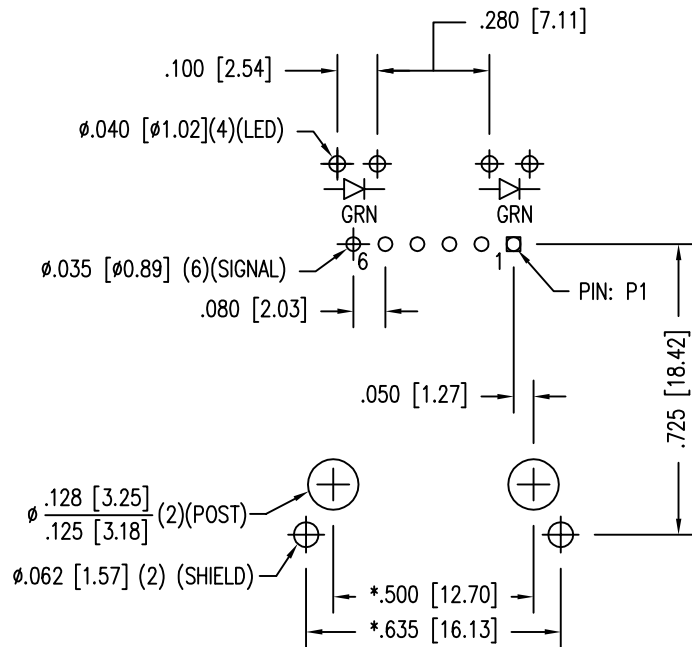 .280 [7.11]
.100 [2.54]
ø.040 [ø1.02](4)(LED)
GRN
GRN
ø.035 [ø0.89] (6)(SIGNAL)
6
1
PIN: P1
.080 [2.03]
.050 [1.27]
.725 [18.42]
ø .128 [3.25]
.125 [3.18] (2)(POST)
ø.062 [1.57] (2) (SHIELD)
*.500 [12.70]
*.635 [16.13]